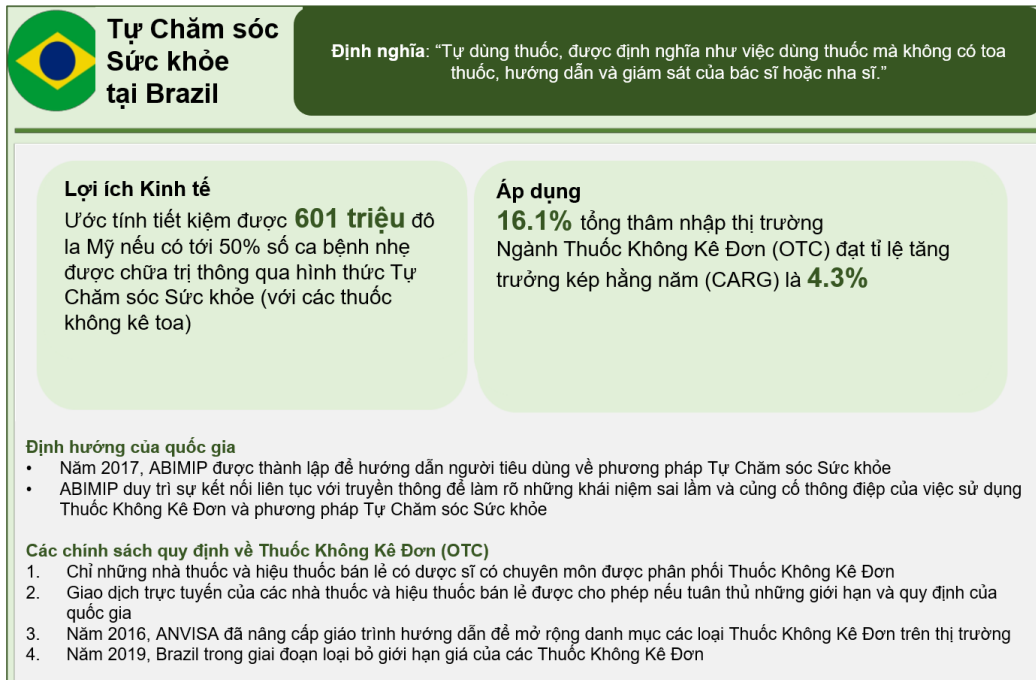 Tự Chăm sóc
Sức khỏe
tại Brazil
Định nghĩa: “Tự dùng thuốc, được định nghĩa như việc dùng thuốc mà không có toa
thuốc, hướng dẫn và giám sát của bác sĩ hoặc nha sĩ.”
Lợi ích Kinh tế
Ước tính tiết kiệm được 601 triệu đô
la Mỹ nếu có tới 50% số ca bệnh nhẹ
được chữa trị thông qua hình thức Tự
Chăm sóc Sức khỏe (với các thuốc
không kê toa)
Áp dụng
16.1% tổng thâm nhập thị trường
Ngành Thuốc Không Kê Đơn (OTC) đạt tỉ lệ tăng
trưởng kép hằng năm (CARG) là 4.3%
Định hướng của quốc gia
• Năm 2017, ABIMIP được thành lập để hướng dẫn người tiêu dùng về phương pháp Tự Chăm sóc Sức khỏe
• ABIMIP duy trì sự kết nối liên tục với truyền thông để làm rõ những khái niệm sai lầm và củng cố thông điệp của việc sử dụng
Thuốc Không Kê Đơn và phương pháp Tự Chăm sóc Sức khỏe
Các chính sách quy định về Thuốc Không Kê Đơn (OTC)
1. Chỉ những nhà thuốc và hiệu thuốc bán lẻ có dược sĩ có chuyên môn được phân phối Thuốc Không Kê Đơn
2. Giao dịch trực tuyến của các nhà thuốc và hiệu thuốc bán lẻ được cho phép nếu tuân thủ những giới hạn và quy định của
quốc gia
3. Năm 2016, ANVISA đã nâng cấp giáo trình hướng dẫn để mở rộng danh mục các loại Thuốc Không Kê Đơn trên thị trường
4. Năm 2019, Brazil trong giai đoạn loại bỏ giới hạn giá của các Thuốc Không Kê Đơn